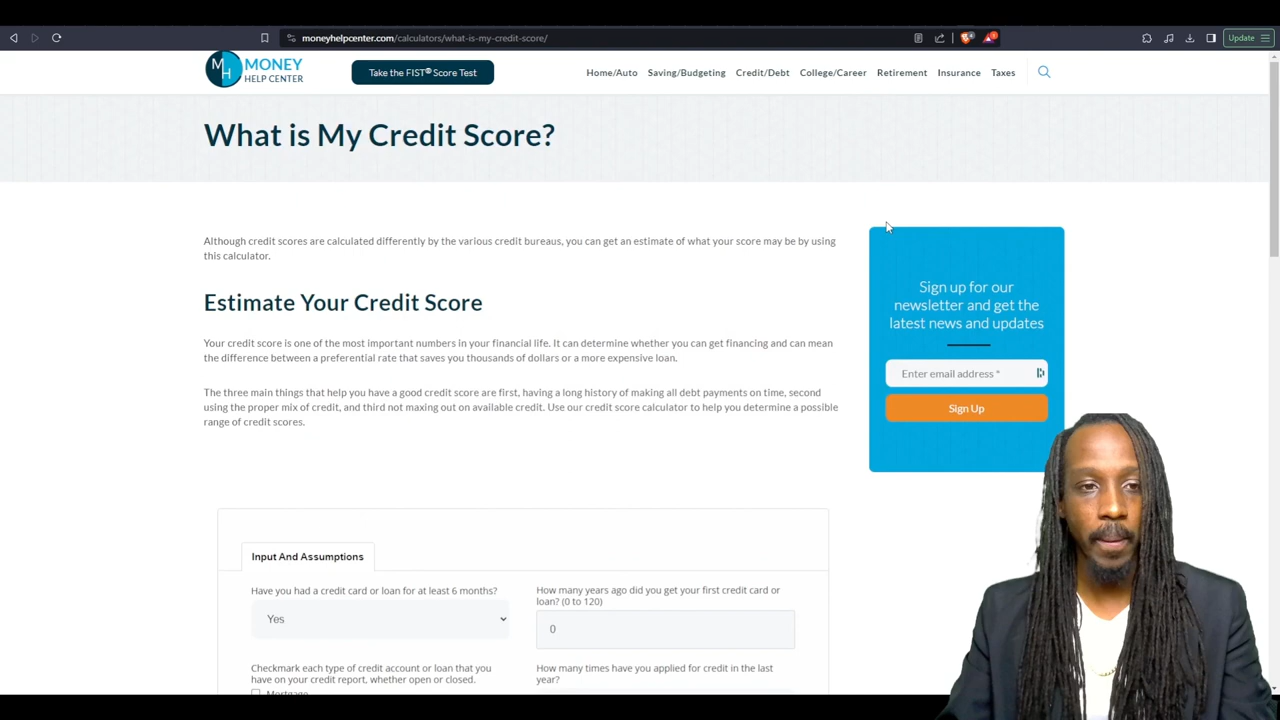 moneyhelpcenter.com/calculators/what-is-my-credit-score/
Update
MH
MONEY
HELP CENTER
Take the FIST® Score Test
Home/Auto
Saving/Budgeting
Credit/Debt
College/Career
Retirement
Insurance
Taxes
What is My Credit Score?
Although credit scores are calculated differently by the various credit bureaus, you can get an estimate of what your score may be by using
this calculator.
Estimate Your Credit Score
Your credit score is one of the most important numbers in your financial life. It can determine whether you can get financing and can mean
the difference between a preferential rate that saves you thousands of dollars or a more expensive loan.
The three main things that help you have a good credit score are first, having a long history of making all debt payments on time, second
using the proper mix of credit, and third not maxing out on available credit. Use our credit score calculator to help you determine a possible
range of credit scores.
Sign up for our
newsletter and get the
latest news and updates
Enter email address *
Sign Up
Input And Assumptions
Have you had a credit card or loan for at least 6 months?
Yes
How many years ago did you get your first credit card or
loan? (0 to 120)
0
Checkmark each type of credit account or loan that you
have on your credit report, whether open or closed.
Mortgage
How many times have you applied for credit in the last
year?